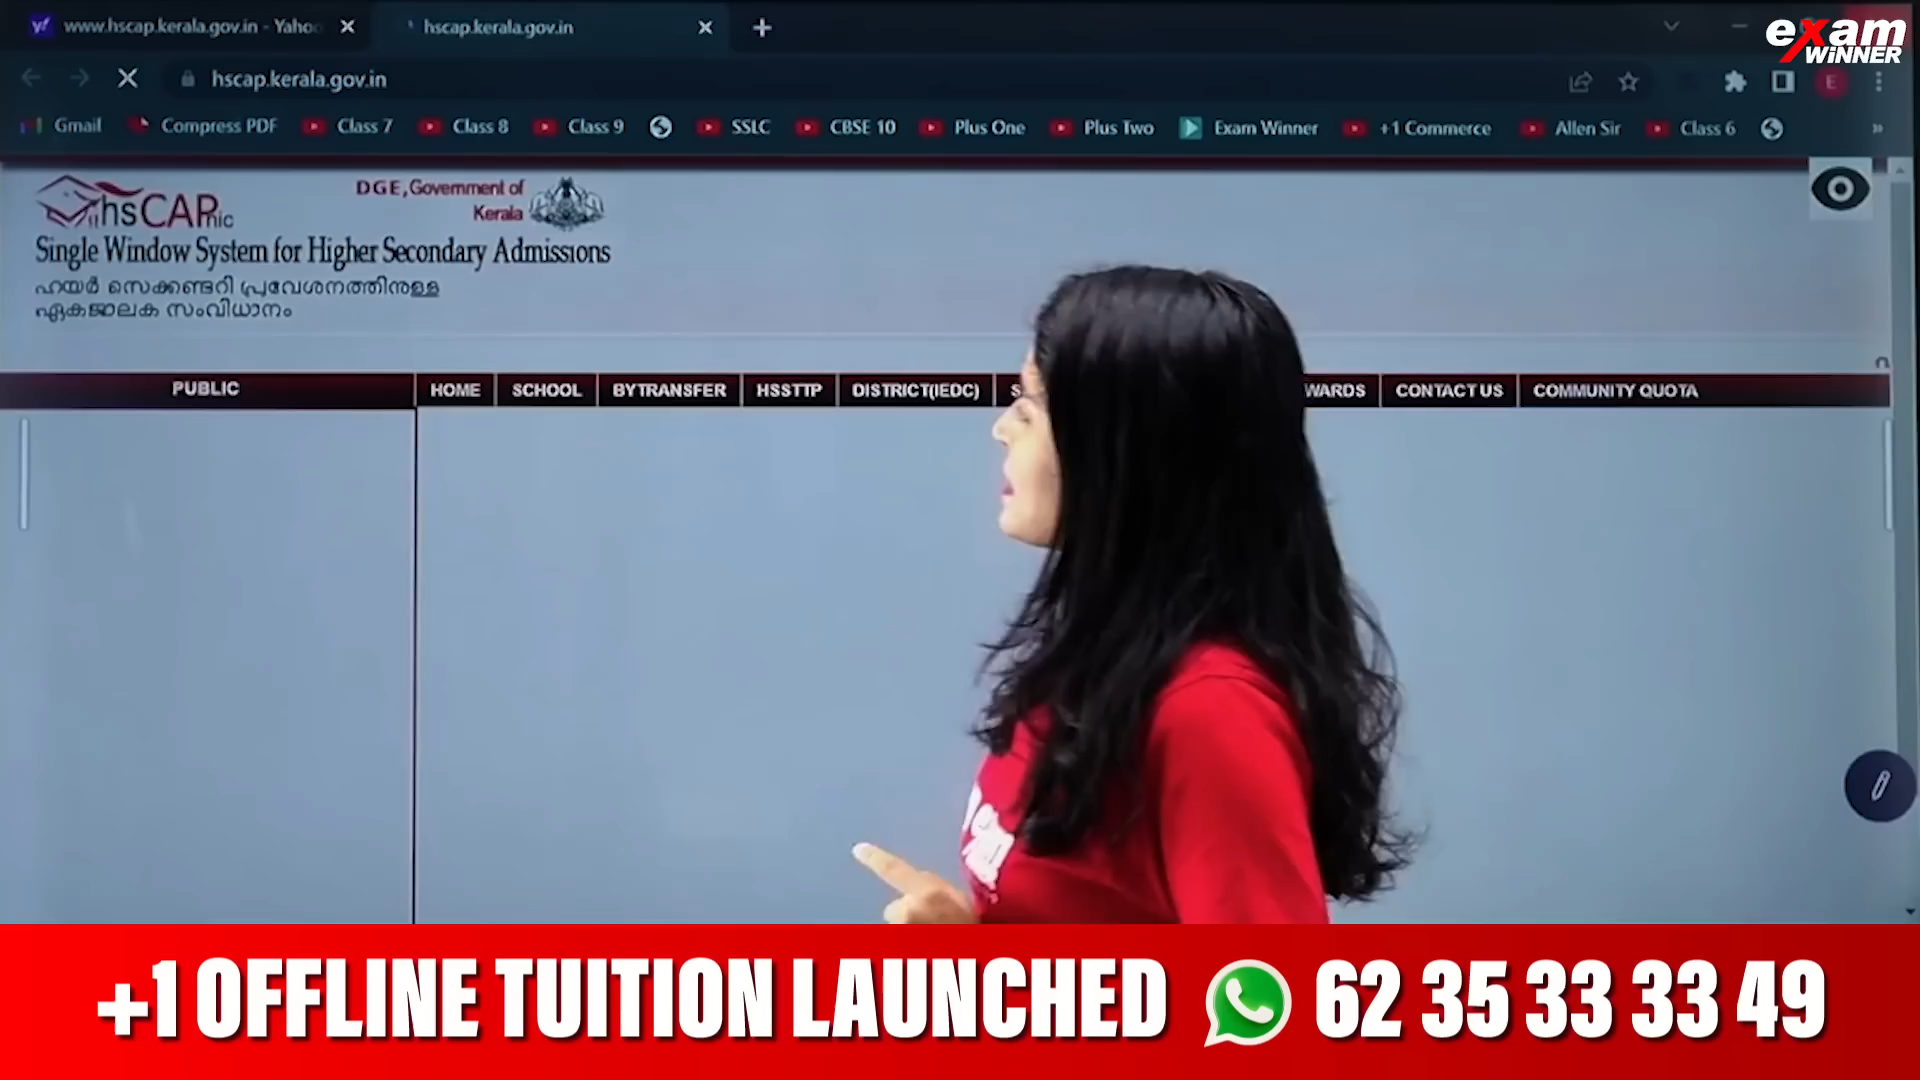 www.hscap.kerala.gov.in - Yahoo
hscap.kerala.gov.in
exam
WINNER
hscap.kerala.gov.in
E
Gmail
Compress PDF
Class 7
Class 8
Class 9
SSLC
CBSE 10
Plus One
Plus Two
Exam Winner
+1 Commerce
Allen Sir
Class 6
»
hsCAP
nic
DGE, Government of
Kerala
Single Window System for Higher Secondary Admissions
ഹയർ സെക്കണ്ടറി പ്രവേശനത്തിനുള്ള
ഏകജാലക സംവിധാനം
PUBLIC
HOME
SCHOOL
BYTRANSFER
HSSTTP
DISTRICT(IEDC)
WARDS
CONTACT US
COMMUNITY QUOTA
+1 OFFLINE TUITION LAUNCHED
62 35 33 33 49